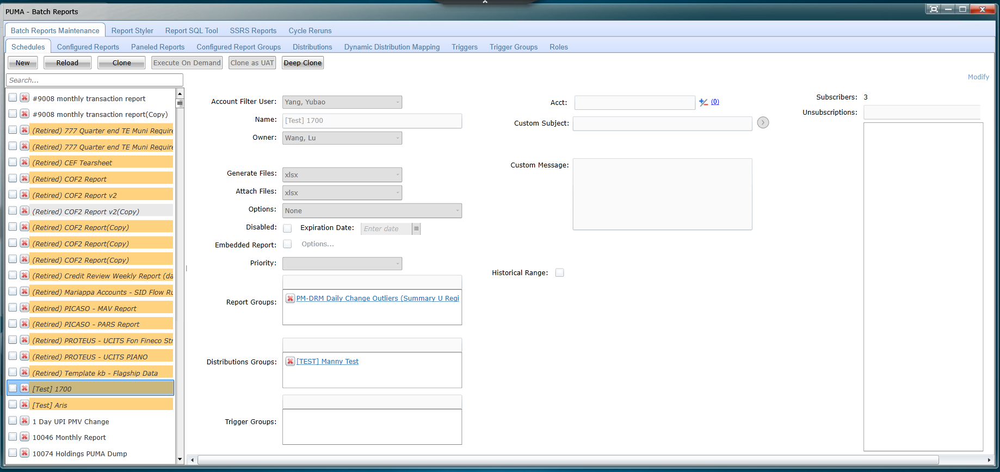 PUMA - Batch Reports
Batch Reports Maintenance Report Styler Report SQL Tool SSRS Reports Cycle Reruns
Schedules Configured Reports Paneled Reports Configured Report Groups Distributions Dynamic Distribution Mapping Triggers Trigger Groups Roles
New Reload Clone Execute On Demand Clone as UAT Deep Clone
Search...
Modify
#9008 monthly transaction report
#9008 monthly transaction report(Copy)
(Retired) 777 Quarter end TE Muni Require
(Retired) 777 Quarter end TE Muni Require
(Retired) CEF Tearsheet
(Retired) COF2 Report
(Retired) COF2 Report v2
(Retired) COF2 Report v2(Copy)
(Retired) COF2 Report(Copy)
(Retired) COF2 Report(Copy)
(Retired) COF2 Report(Copy)
(Retired) Credit Review Weekly Report (da
(Retired) Mariappa Accounts - SID Flow Ru
(Retired) PICASO - MAV Report
(Retired) PICASO - PARS Report
(Retired) PROTEUS - UCITS Fon Fineco Str
(Retired) PROTEUS - UCITS PIANO
(Retired) Template kb - Flagship Data
[Test] 1700
[Test] Aris
1 Day UPI PMV Change
10046 Monthly Report
10074 Holdings PUMA Dump
Account Filter User: Yang, Yubao
Name: [Test] 1700
Owner: Wang, Lu
Generate Files: xlsx
Attach Files: xlsx
Options: None
Disabled: Expiration Date: Enter date
Embedded Report: Options...
Priority:
Report Groups: PM-DRM Daily Change Outliers (Summary U Regi
Distributions Groups: [TEST] Manny Test
Trigger Groups:
Acct: (0)
Custom Subject:
Custom Message:
Historical Range:
Subscribers: 3
Unsubscriptions: